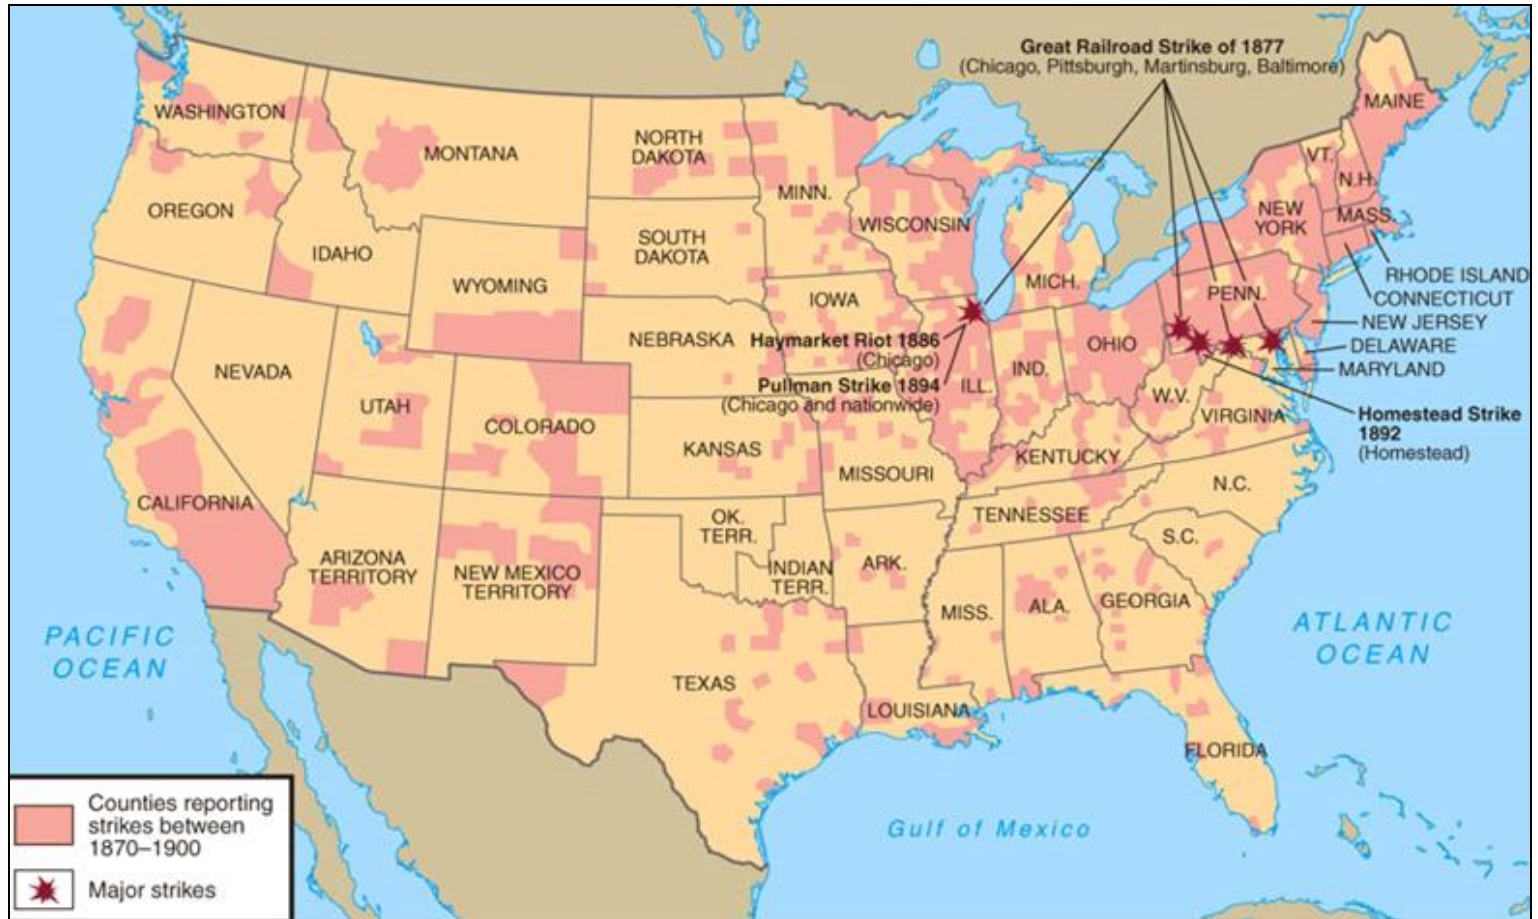 Great Railroad Strike of 1877
(Chicago, Pittsburgh, Martinsburg, Baltimore)
WASHINGTON
MONTANA
NORTH
DAKOTA
MINN.
MAINE
VT.
N.H.
OREGON
IDAHO
WYOMING
SOUTH
DAKOTA
WISCONSIN
MICH.
NEW
YORK
MASS.
RHODE ISLAND
CONNECTICUT
NEW JERSEY
DELAWARE
MARYLAND
IOWA
PENN.
NEBRASKA
Haymarket Riot 1886
(Chicago)
Pullman Strike 1894
(Chicago and nationwide)
ILL.
IND.
OHIO
W.V.
VIRGINIA
Homestead Strike
1892
(Homestead)
NEVADA
UTAH
COLORADO
KANSAS
MISSOURI
KENTUCKY
CALIFORNIA
ARIZONA
TERRITORY
NEW MEXICO
TERRITORY
OK.
TERR.
INDIAN
TERR.
ARK.
TENNESSEE
N.C.
S.C.
MISS.
ALA.
GEORGIA
TEXAS
LOUISIANA
FLORIDA
PACIFIC
OCEAN
ATLANTIC
OCEAN
Gulf of Mexico
Counties reporting
strikes between
1870–1900
Major strikes